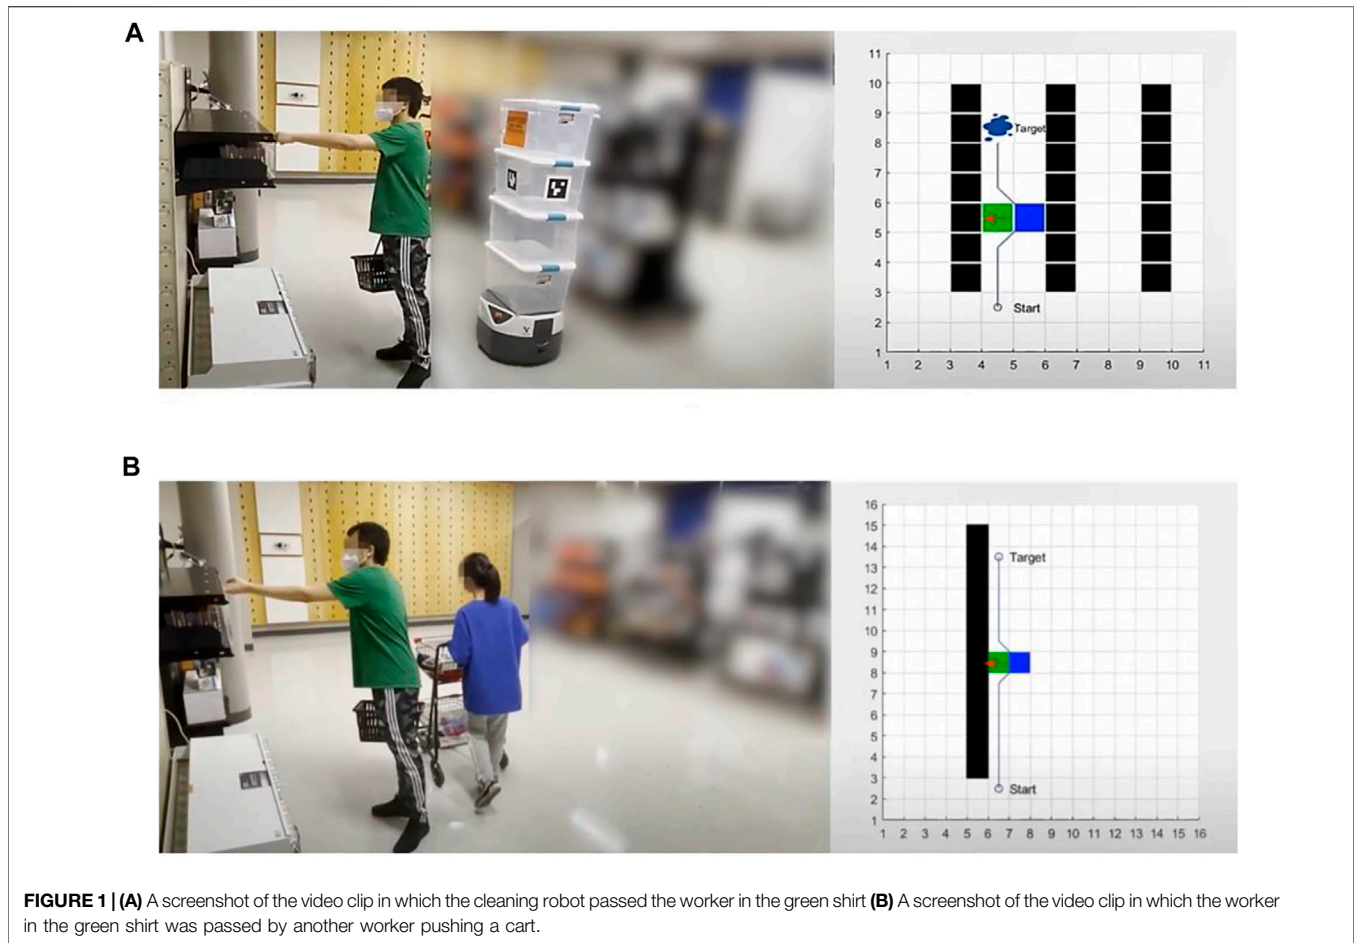 A
11
10
9
8
7
6
5
4
3
2
1
Target
Start
1 2 3 4 5 6 7 8 9 10 11
B
16
15
14
13
12
11
10
9
8
7
6
5
4
3
2
1
Target
Start
1 2 3 4 5 6 7 8 9 10 11 12 13 14 15 16
FIGURE 1 | (A) A screenshot of the video clip in which the cleaning robot passed the worker in the green shirt (B) A screenshot of the video clip in which the worker
in the green shirt was passed by another worker pushing a cart.